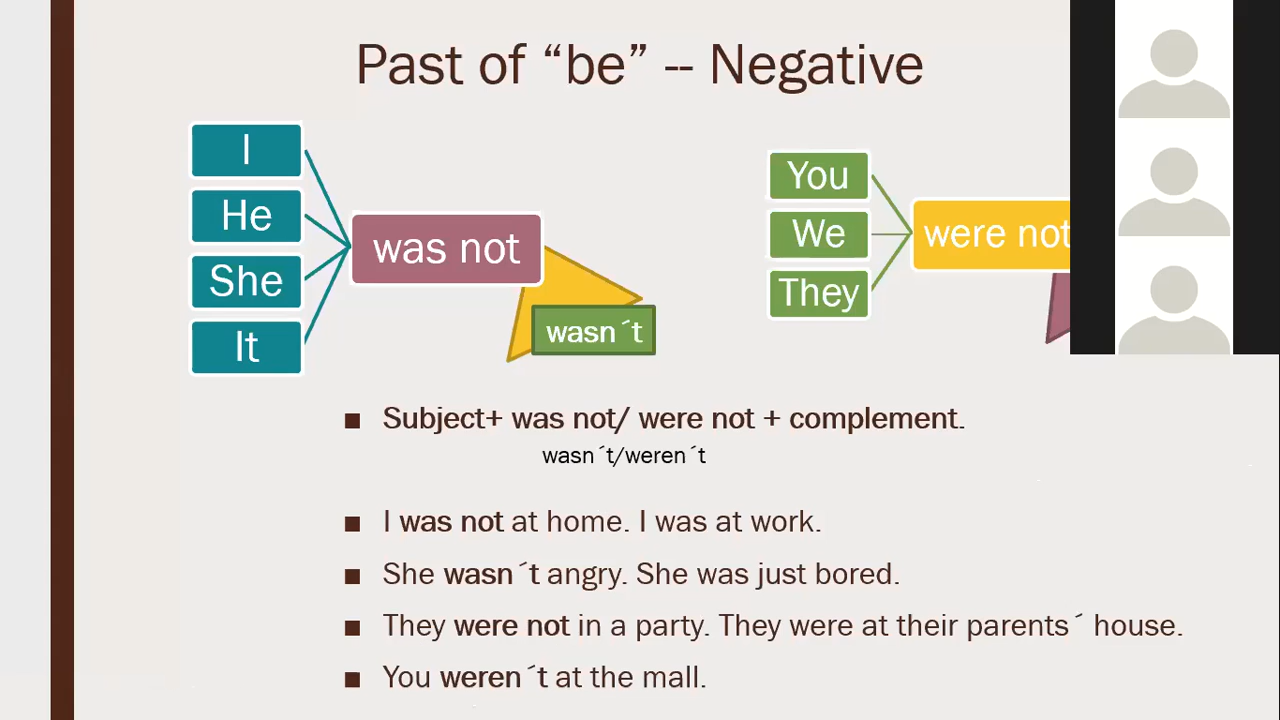 Past of “be” -- Negative
I
He
She
It
was not
wasn´t
You
We
They
were not
Subject+ was not/ were not + complement.
wasn´t/weren´t
I was not at home. I was at work.
She wasn´t angry. She was just bored.
They were not in a party. They were at their parents´ house.
You weren´t at the mall.